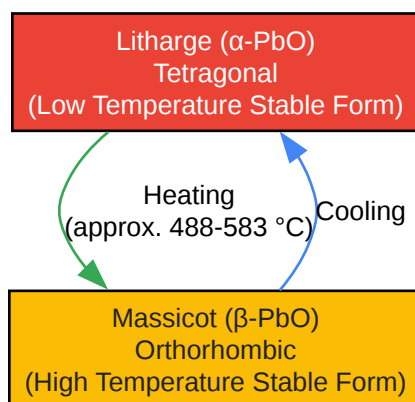 Litharge (α-PbO)
Tetragonal
(Low Temperature Stable Form)
Heating
(approx. 488-583 °C)
Cooling
Massicot (β-PbO)
Orthorhombic
(High Temperature Stable Form)